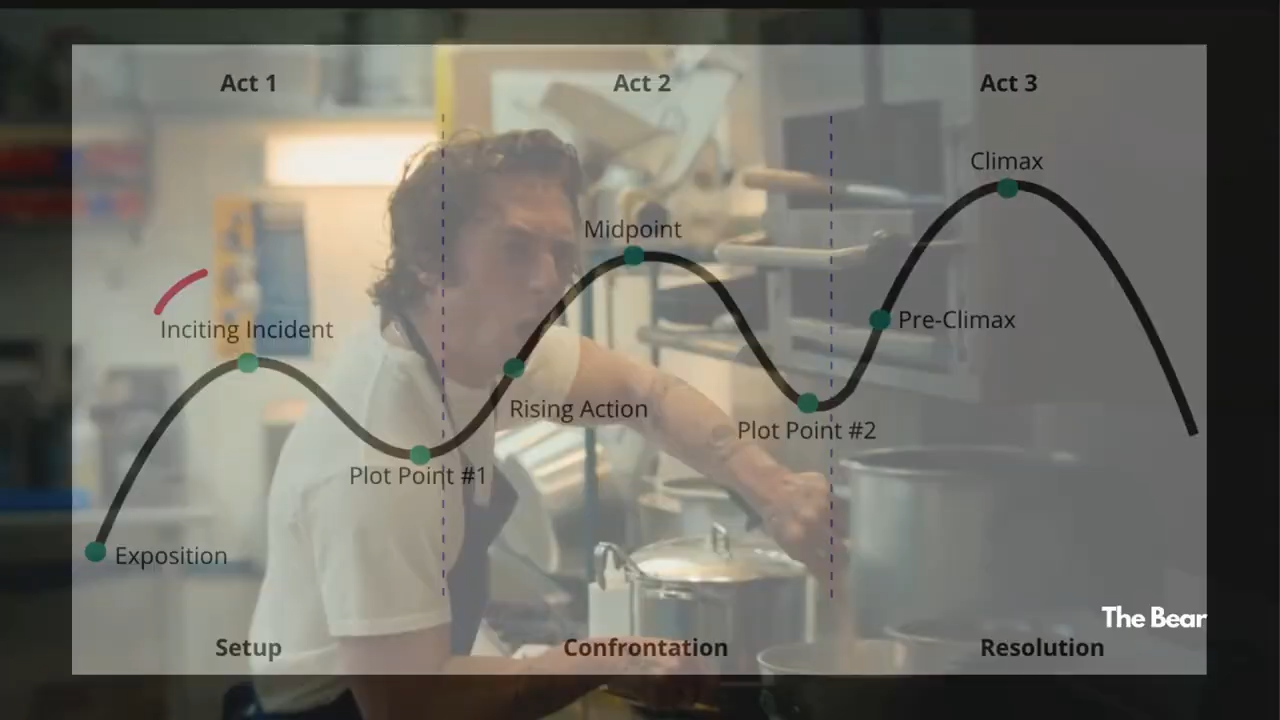 Act 1
Act 2
Act 3
Climax
Midpoint
Inciting Incident
Pre-Climax
Rising Action
Plot Point #2
Plot Point #1
Exposition
The Bear
Setup
Confrontation
Resolution